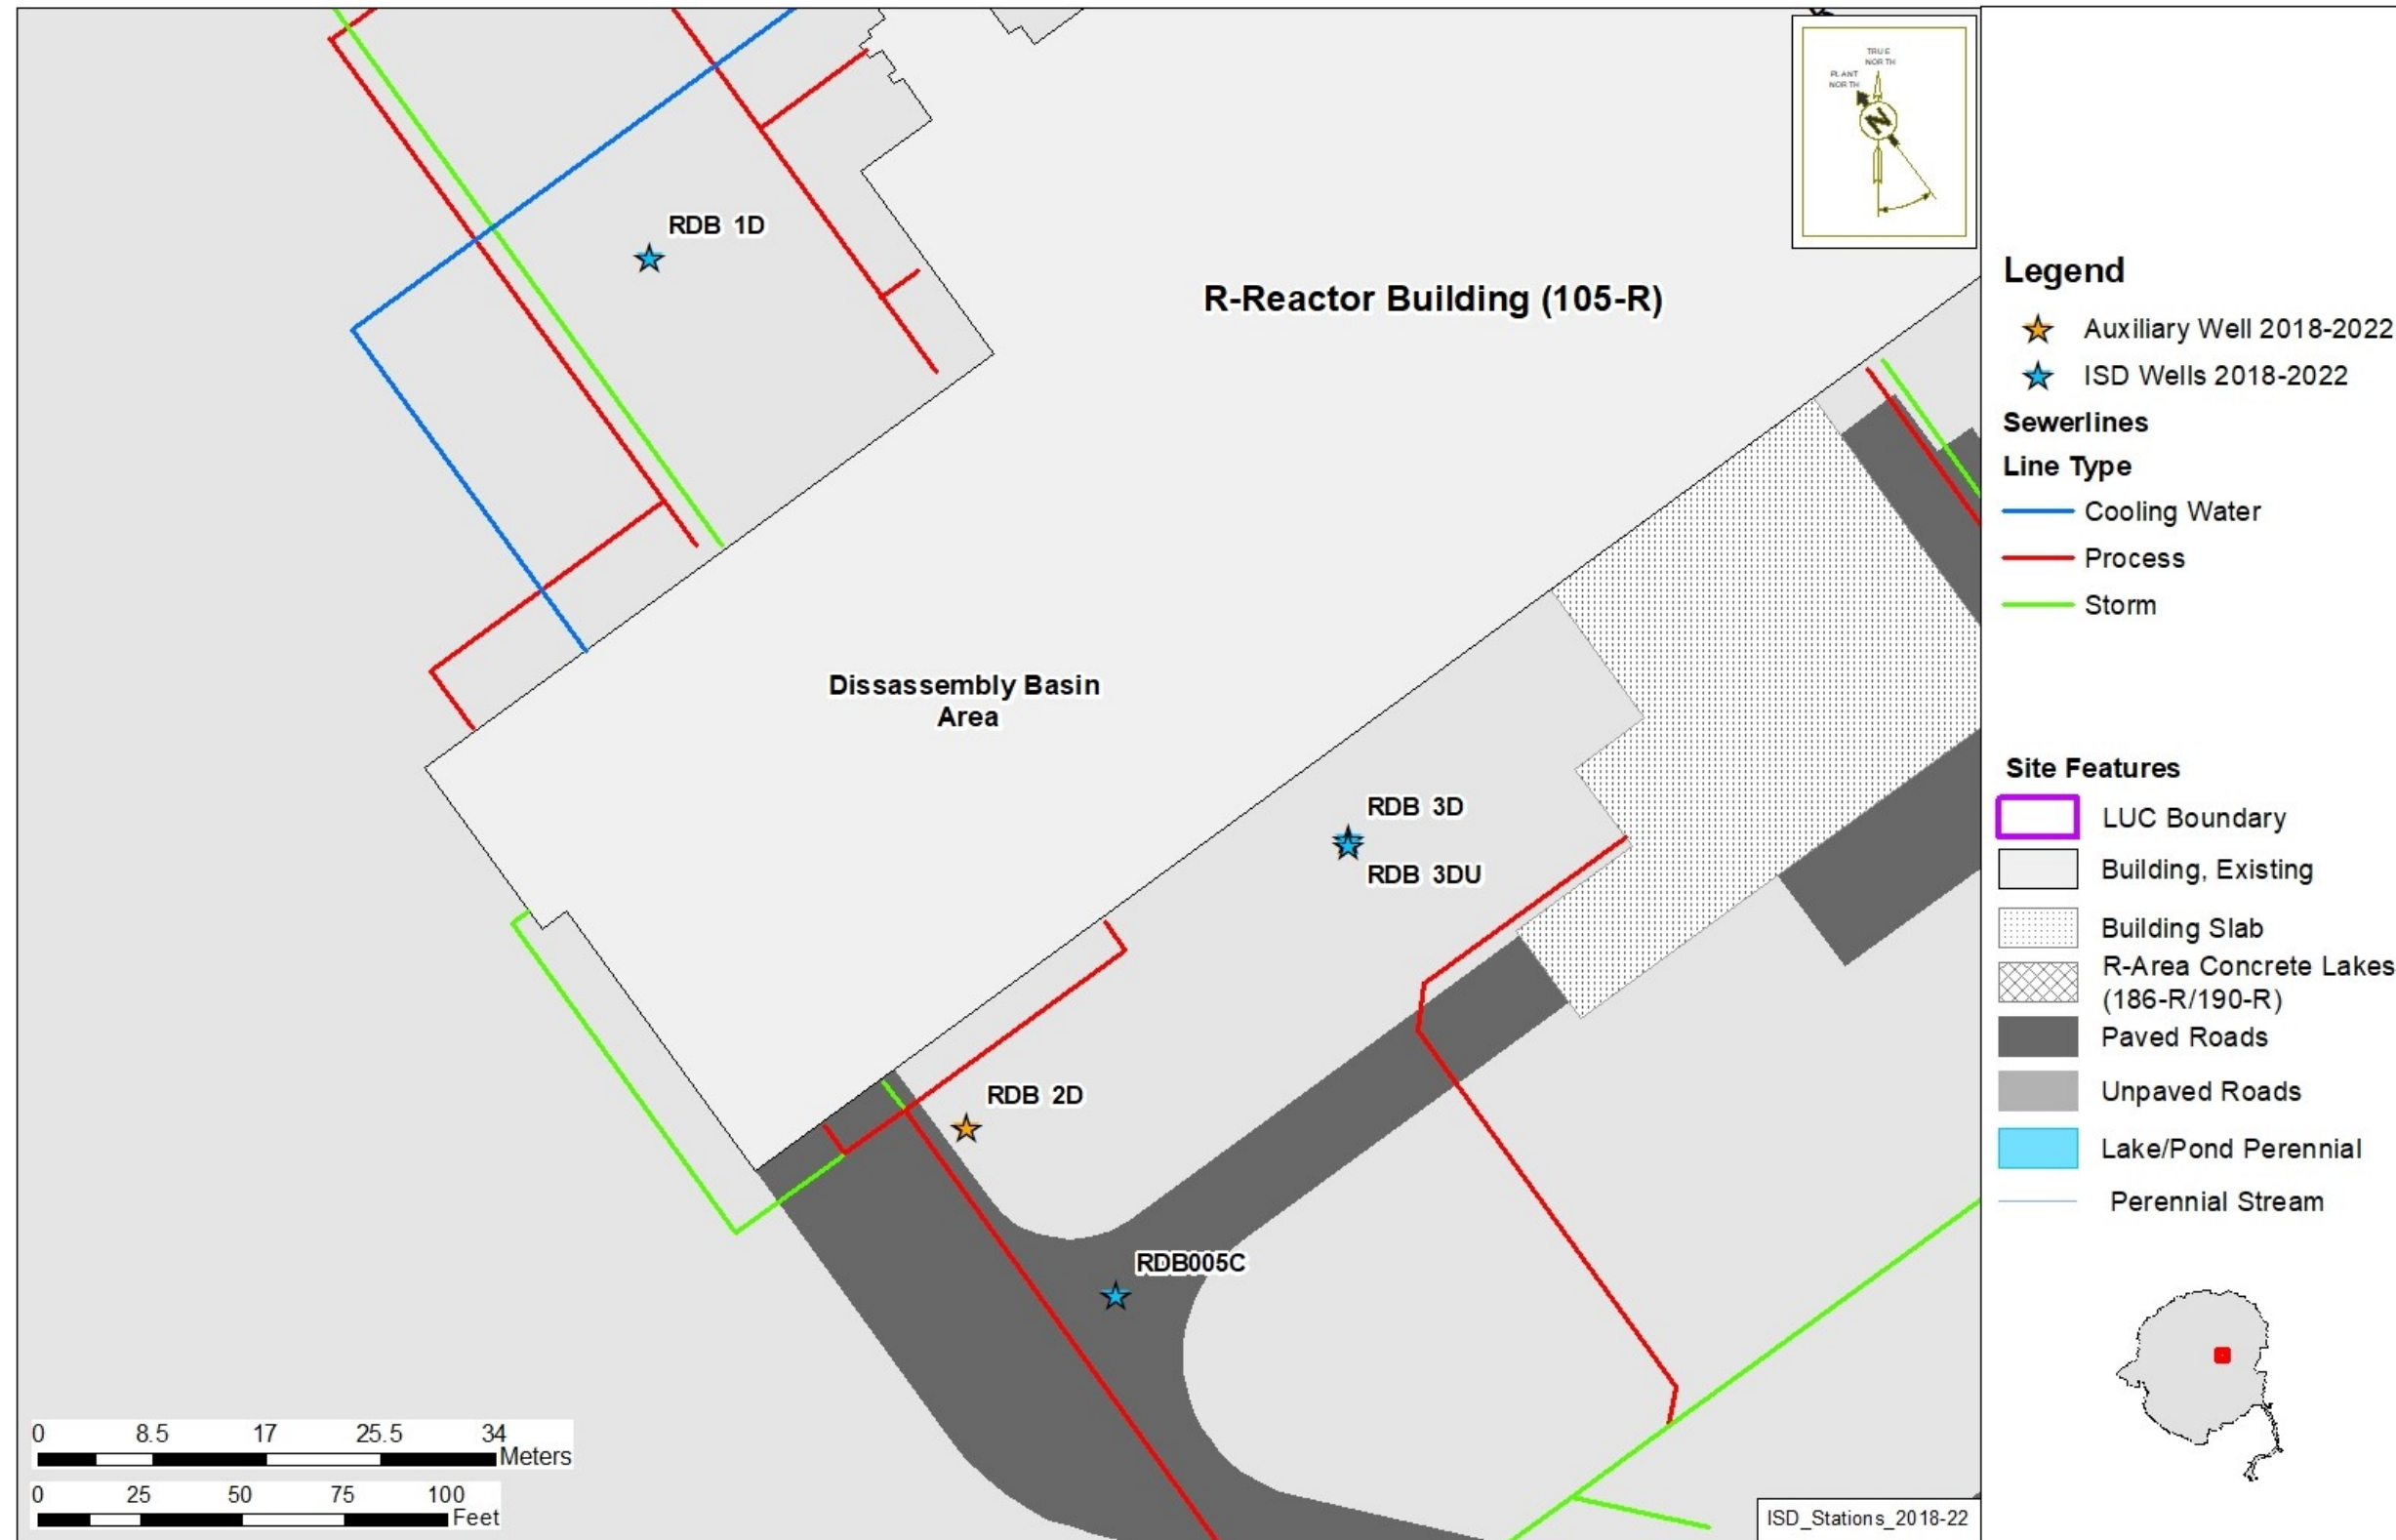 TRUE
NORTH
PLANT
NORTH
N
RDB 1D
R-Reactor Building (105-R)
Dissassembly Basin
Area
RDB 3D
RDB 3DU
RDB 2D
RDB005C
0 8.5 17 25.5 34
Meters
0 25 50 75 100
Feet
ISD_Stations_2018-22
Legend
Auxiliary Well 2018-2022
ISD Wells 2018-2022
Sewerlines
Line Type
Cooling Water
Process
Storm
Site Features
LUC Boundary
Building, Existing
Building Slab
R-Area Concrete Lakes
(186-R/190-R)
Paved Roads
Unpaved Roads
Lake/Pond Perennial
Perennial Stream